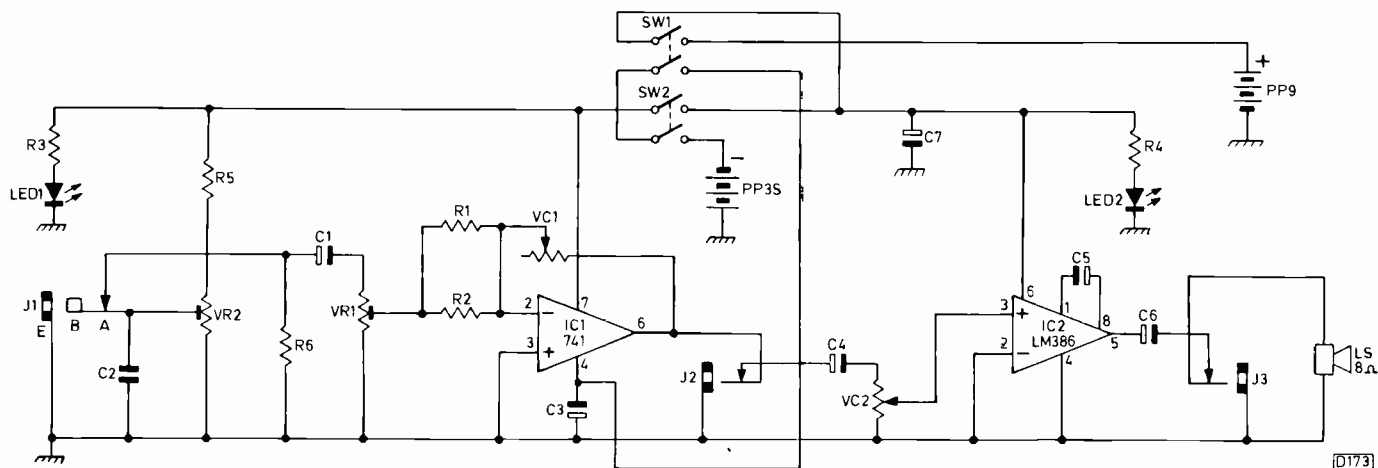 SW1
+
PP9
SW2
R3
LED1
R5
C7
R4
LED2
−
PP3S
R1
VC1
C1
R2
J1
E
B
A
VR2
C2
R6
VR1
2
−
7
IC1
741
3
+
4
6
C3
J2
C4
VC2
3
+
6
1
C5
8
IC2
LM386
2
−
4
5
C6
J3
LS
8Ω
D173